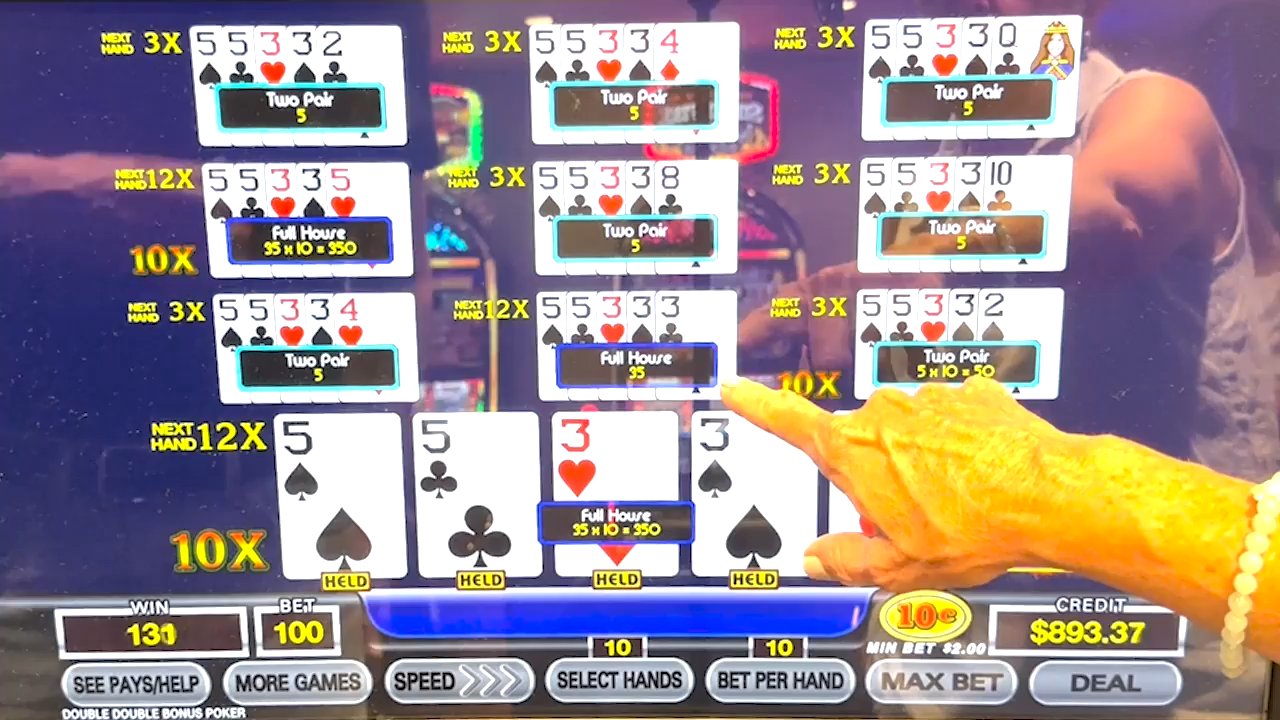 NEXT HAND 3X 5 5 3 3 2
Two Pair
5
NEXT HAND 3X 5 5 3 3 4
Two Pair
5
NEXT HAND 3X 5 5 3 3 Q
Two Pair
5
NEXT HAND 12X 5 5 3 3 5
Full House
10X 35 x 10 = 350
NEXT HAND 3X 5 5 3 3 8
Two Pair
5
NEXT HAND 3X 5 5 3 3 10
Two Pair
5
NEXT HAND 3X 5 5 3 3 4
Two Pair
5
NEXT HAND 12X 5 5 3 3 3
Full House
35
NEXT HAND 3X 5 5 3 3 2
Two Pair
10X 5 x 10 = 50
NEXT HAND 12X 5 5 3 3
Full House
10X 35 x 10 = 350
HELD HELD HELD HELD
WIN BET 10¢ CREDIT
100 $893.37
MIN BET $2.00
10 10
SEE PAYS/HELP MORE GAMES SPEED SELECT HANDS BET PER HAND MAX BET DEAL
DOUBLE DOUBLE BONUS POKER